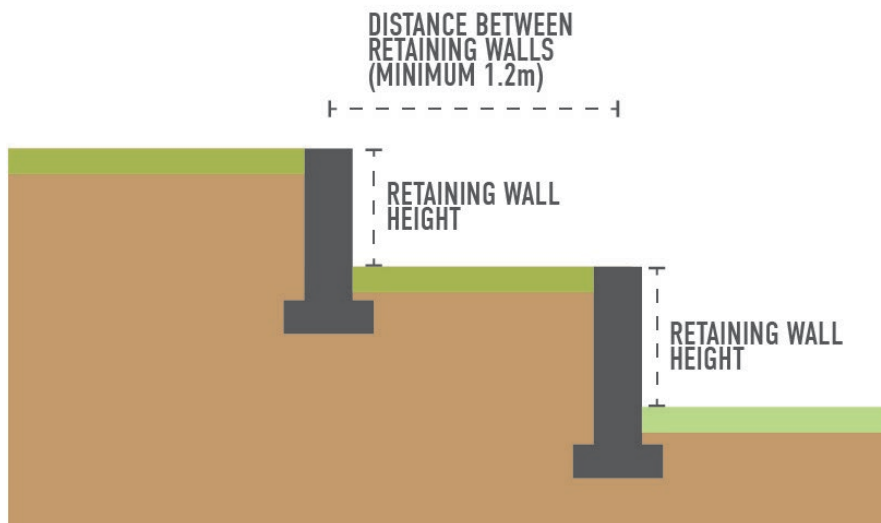 DISTANCE BETWEEN
RETAINING WALLS
(MINIMUM 1.2m)
RETAINING WALL
HEIGHT
RETAINING WALL
HEIGHT